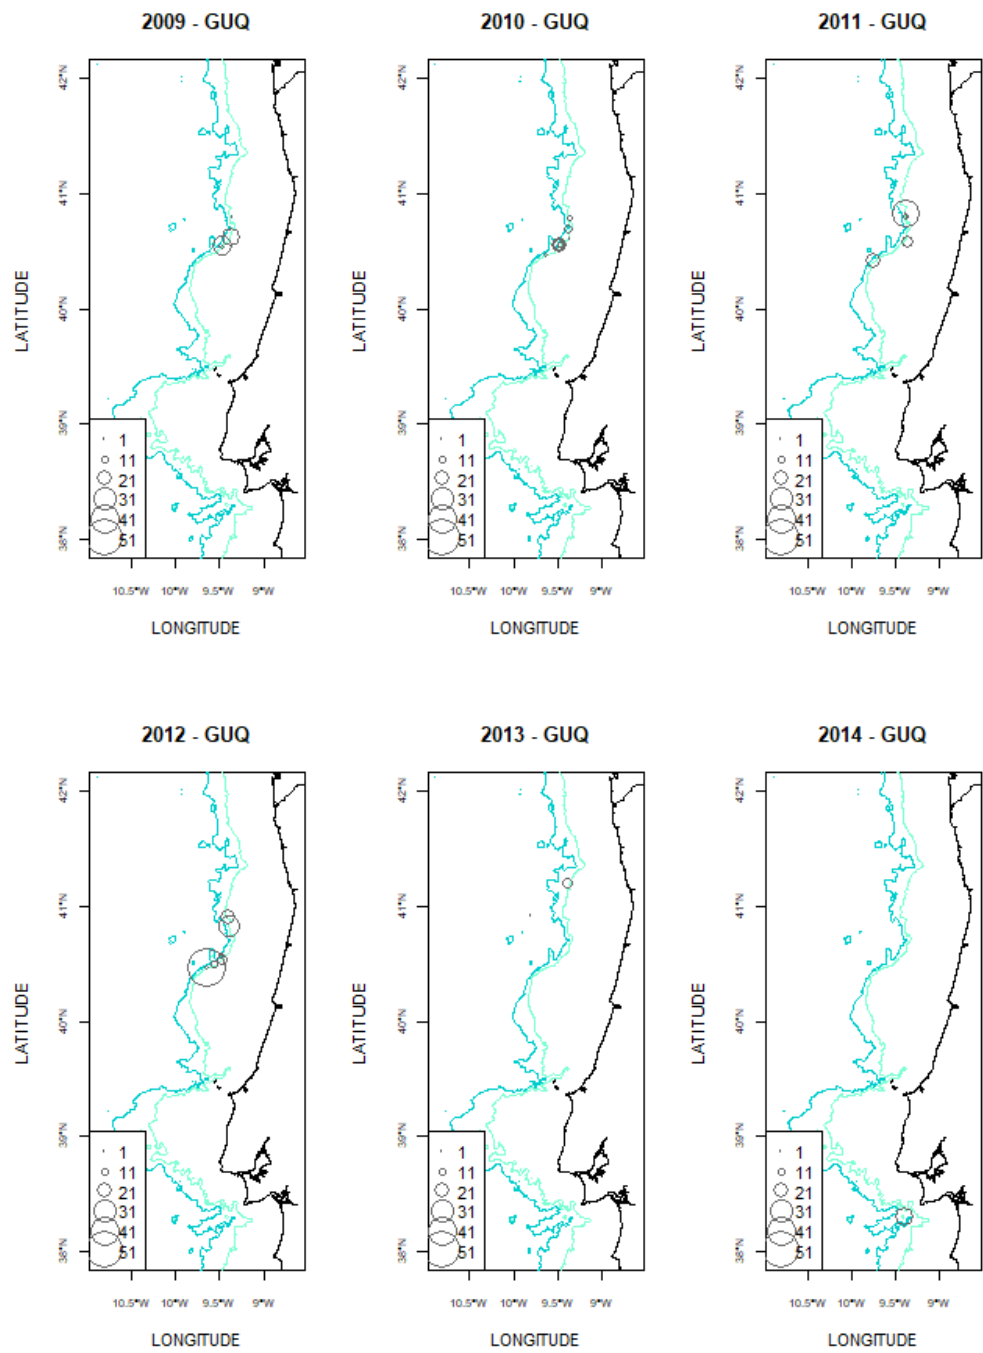 2009 - GUQ
2010 - GUQ
2011 - GUQ
LATITUDE
42°N
41°N
40°N
39°N
38°N
1
11
21
31
41
51
10.5°W 10°W 9.5°W 9°W
LONGITUDE
LATITUDE
42°N
41°N
40°N
39°N
38°N
1
11
21
31
41
51
10.5°W 10°W 9.5°W 9°W
LONGITUDE
LATITUDE
42°N
41°N
40°N
39°N
38°N
1
11
21
31
41
51
10.5°W 10°W 9.5°W 9°W
LONGITUDE
2012 - GUQ
2013 - GUQ
2014 - GUQ
LATITUDE
42°N
41°N
40°N
39°N
38°N
1
11
21
31
41
51
10.5°W 10°W 9.5°W 9°W
LONGITUDE
LATITUDE
42°N
41°N
40°N
39°N
38°N
1
11
21
31
41
51
10.5°W 10°W 9.5°W 9°W
LONGITUDE
LATITUDE
42°N
41°N
40°N
39°N
38°N
1
11
21
31
41
51
10.5°W 10°W 9.5°W 9°W
LONGITUDE